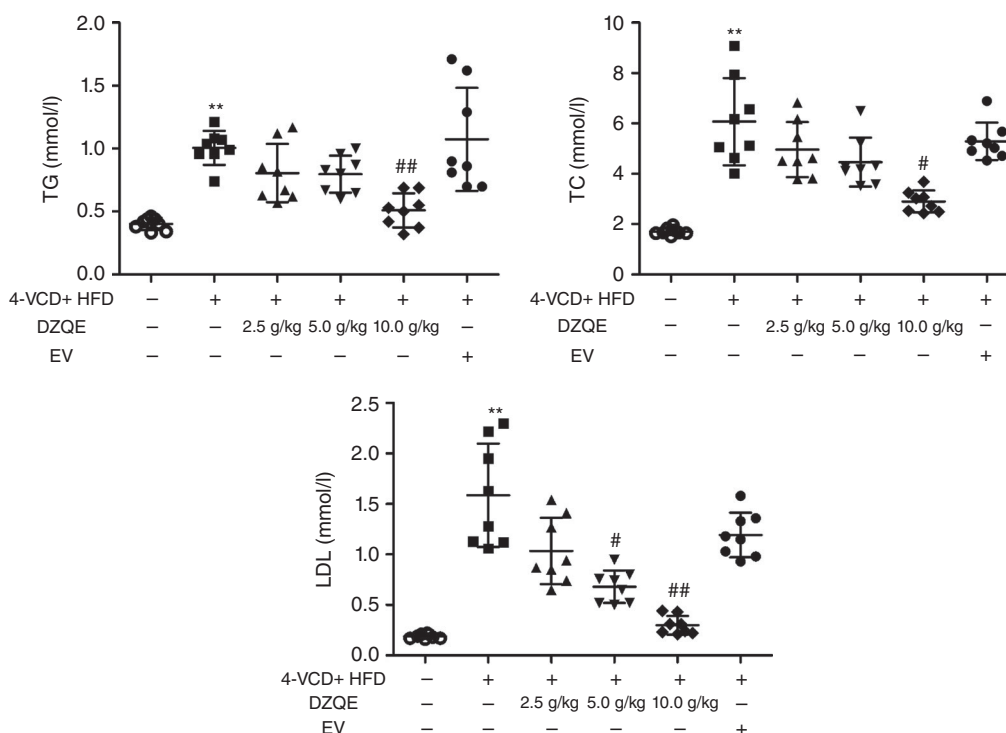 2.0
1.5
1.0
0.5
0.0
TG (mmol/l)
**
##
4-VCD+ HFD – + + + + +
DZQE – – 2.5 g/kg 5.0 g/kg 10.0 g/kg –
EV – – – – – +
10
8
6
4
2
0
TC (mmol/l)
**
#
4-VCD+ HFD – + + + + +
DZQE – – 2.5 g/kg 5.0 g/kg 10.0 g/kg –
EV – – – – – +
2.5
2.0
1.5
1.0
0.5
0.0
LDL (mmol/l)
**
#
##
4-VCD+ HFD – + + + + +
DZQE – – 2.5 g/kg 5.0 g/kg 10.0 g/kg –
EV – – – – – +